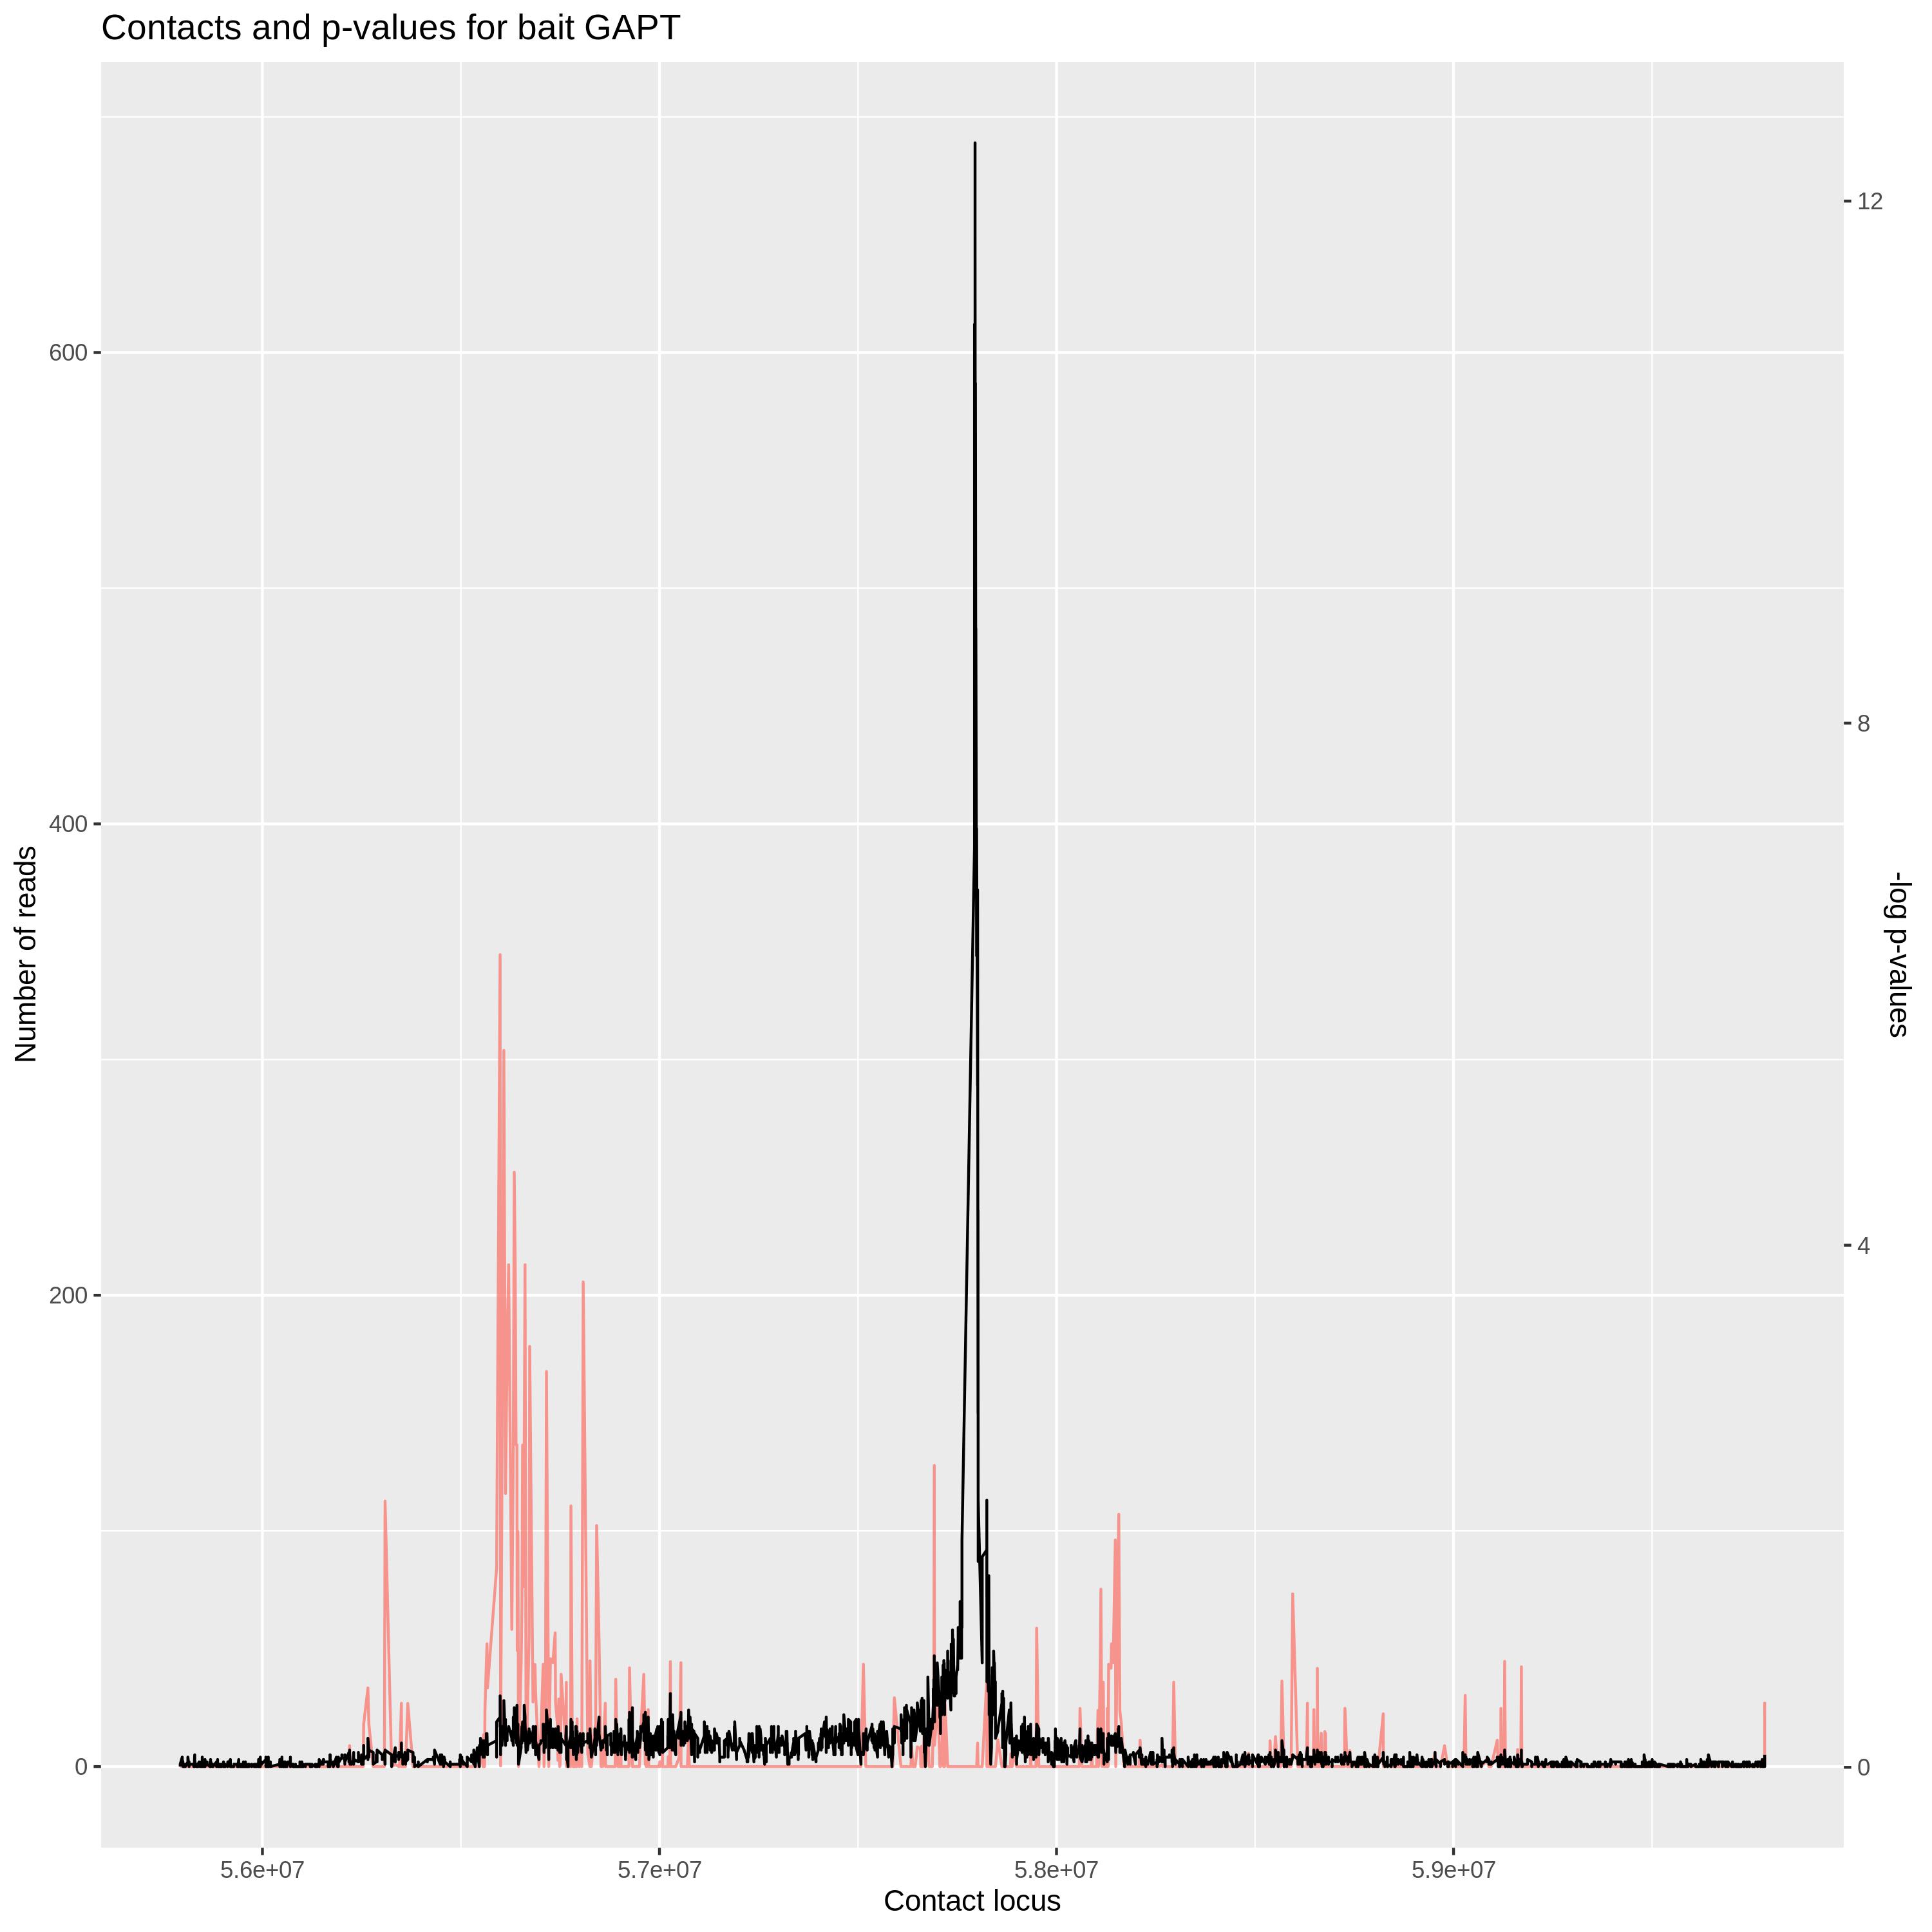 Contacts and p-values for bait GAPT
600
400
200
0
12
8
4
0
Number of reads
-log p-values
5.6e+07 5.7e+07 5.8e+07 5.9e+07
Contact locus